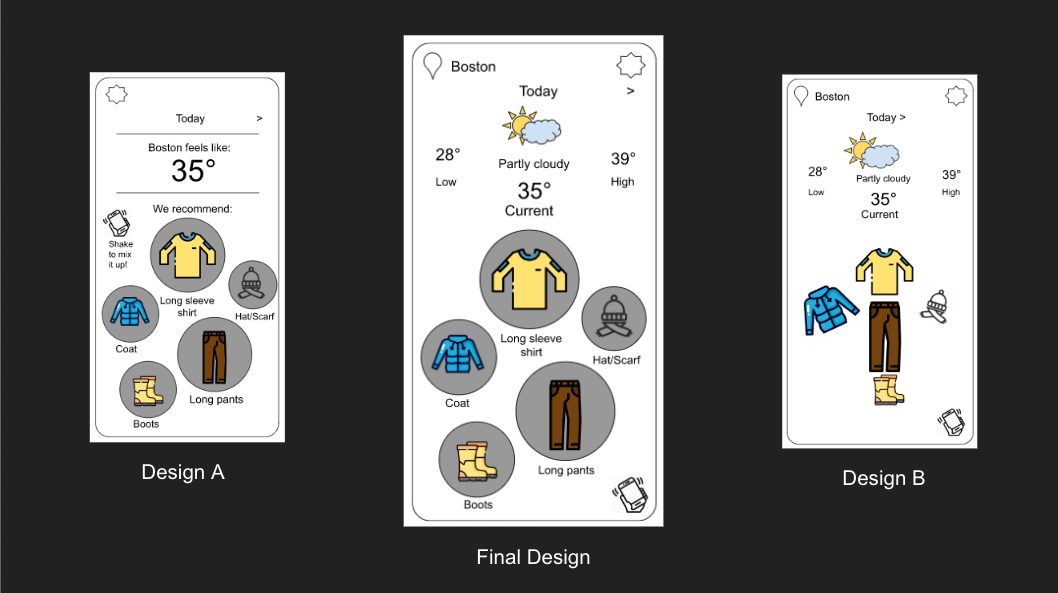 Today >
Boston feels like:
35°
We recommend:
Shake
to mix
it up!
Long sleeve
shirt
Hat/Scarf
Coat
Long pants
Boots
Design A
Boston
Today >
28°
Low
Partly cloudy
39°
High
35°
Current
Long sleeve
shirt
Hat/Scarf
Coat
Long pants
Boots
Final Design
Boston
Today >
28°
Low
Partly cloudy
39°
High
35°
Current
Design B